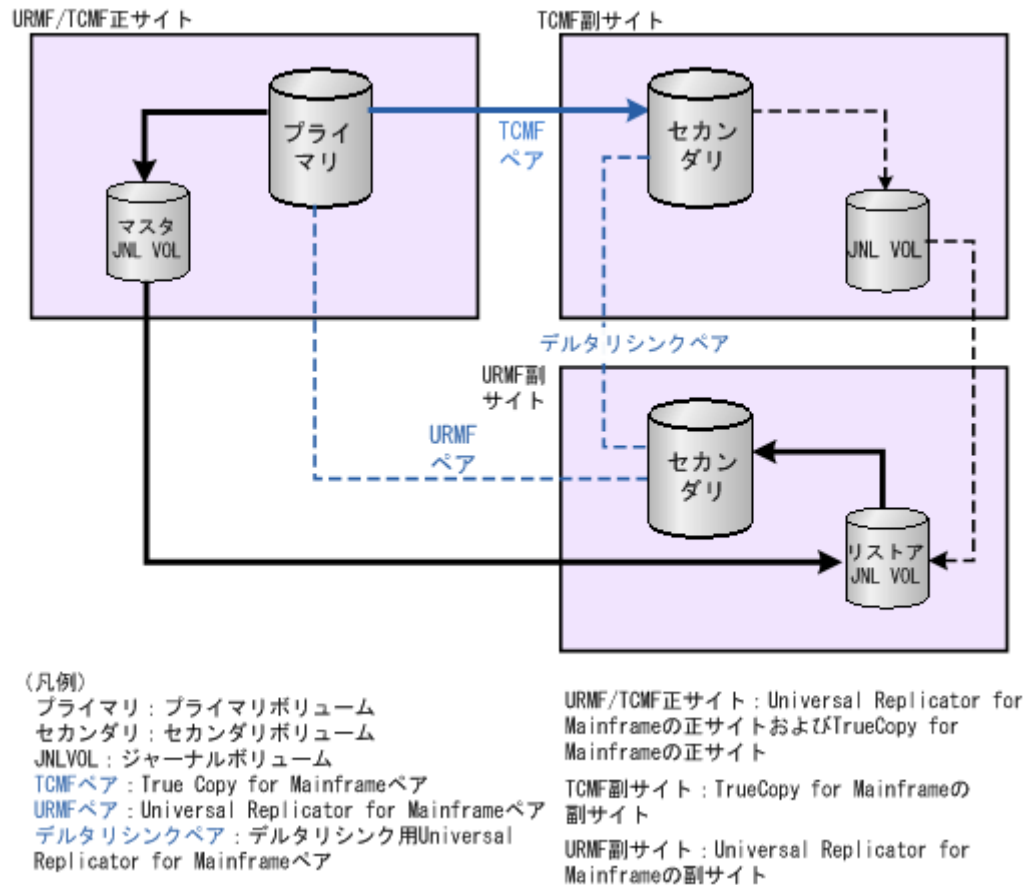 URMF/TCMF正サイト
TCMF副サイト
プライ
マリ
TCMF
ペア
セカン
ダリ
マスタ
JNL VOL
JNL VOL
デルタリシンクペア
URMF副
サイト
URMF
ペア
セカン
ダリ
リストア
JNL VOL
(凡例)
プライマリ：プライマリボリューム
セカンダリ：セカンダリボリューム
JNLVOL：ジャーナルボリューム
TCMFペア：True Copy for Mainframeペア
URMFペア：Universal Replicator for Mainframeペア
デルタリシンクペア：デルタリシンク用Universal
Replicator for Mainframeペア
URMF/TCMF正サイト：Universal Replicator for
Mainframeの正サイトおよびTrueCopy for
Mainframeの正サイト
TCMF副サイト：TrueCopy for Mainframeの
副サイト
URMF副サイト：Universal Replicator for
Mainframeの副サイト